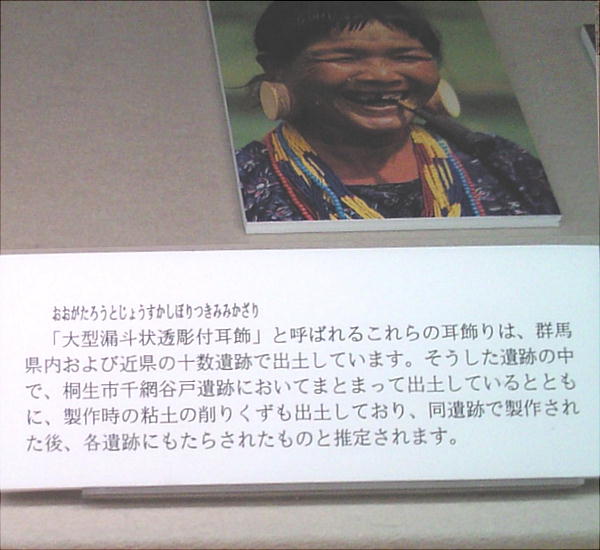 おおがたろうとじょうすかしぼりつきみみかざり
「大型漏斗状透彫付耳飾」と呼ばれるこれらの耳飾りは、群馬
県内および近県の十数遺跡で出土しています。そうした遺跡の中
で、桐生市千網谷戸遺跡においてまとまって出土しているととも
に、製作時の粘土の削りくずも出土しており、同遺跡で製作され
た後、各遺跡にもたらされたものと推定されます。